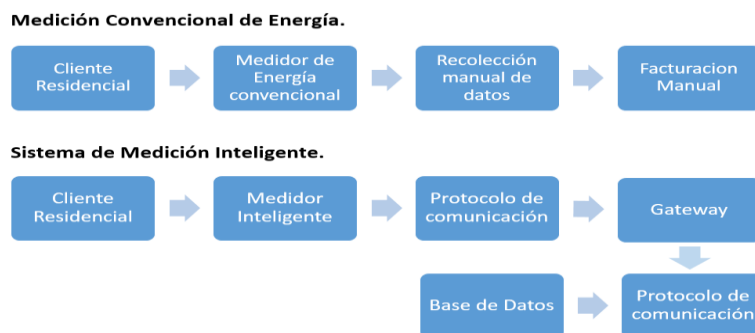 Medición Convencional de Energía.
Cliente
Residencial
Medidor de
Energía
convencional
Recolección
manual de
datos
Facturacion
Manual
Sistema de Medición Inteligente.
Cliente
Residencial
Medidor
Inteligente
Protocolo de
comunicación
Gateway
Base de Datos
Protocolo de
comunicación